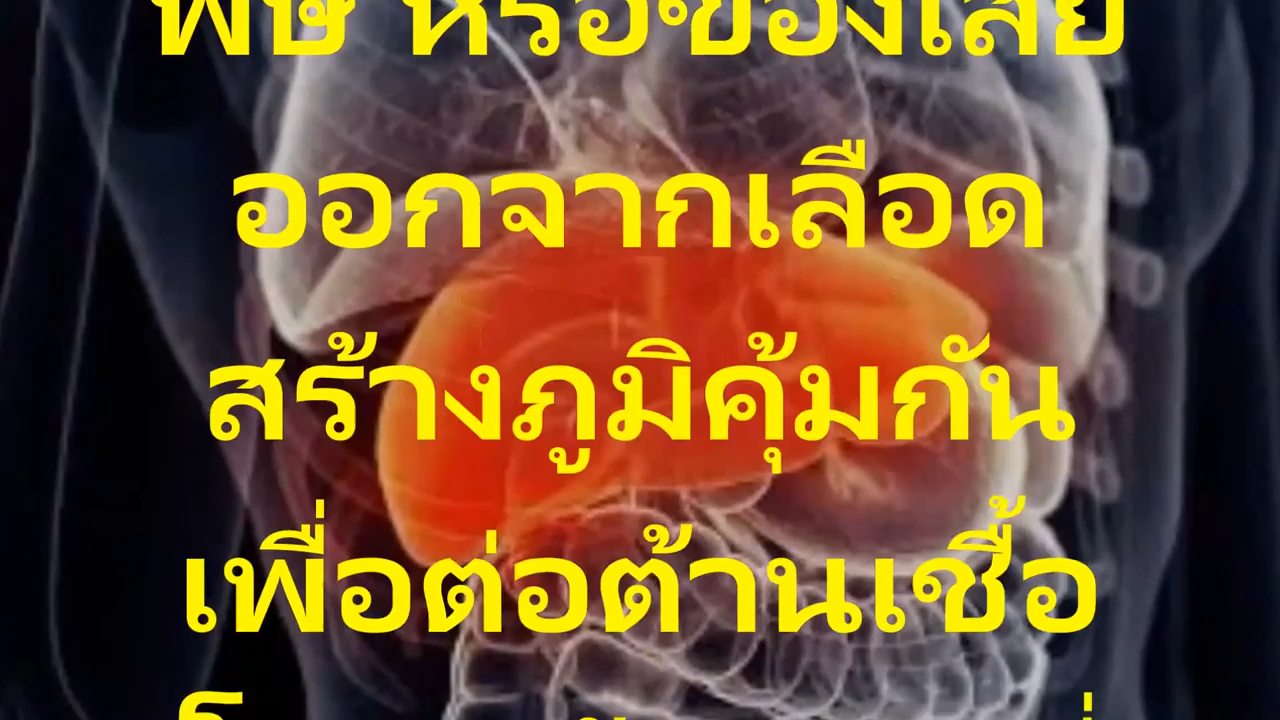 พิษ หรือของเสีย
ออกจากเลือด
สร้างภูมิคุ้มกัน
เพื่อต่อต้านเชื้อ